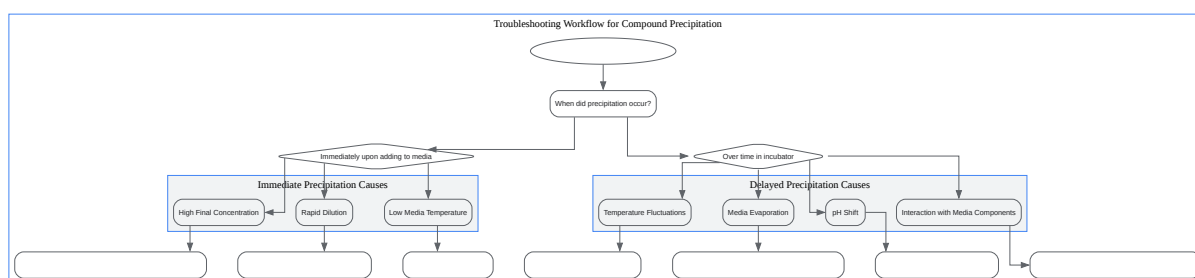 Troubleshooting Workflow for Compound Precipitation
When did precipitation occur?
Immediately upon adding to media
Over time in incubator
Immediate Precipitation Causes
Delayed Precipitation Causes
High Final Concentration
Rapid Dilution
Low Media Temperature
Temperature Fluctuations
Media Evaporation
pH Shift
Interaction with Media Components